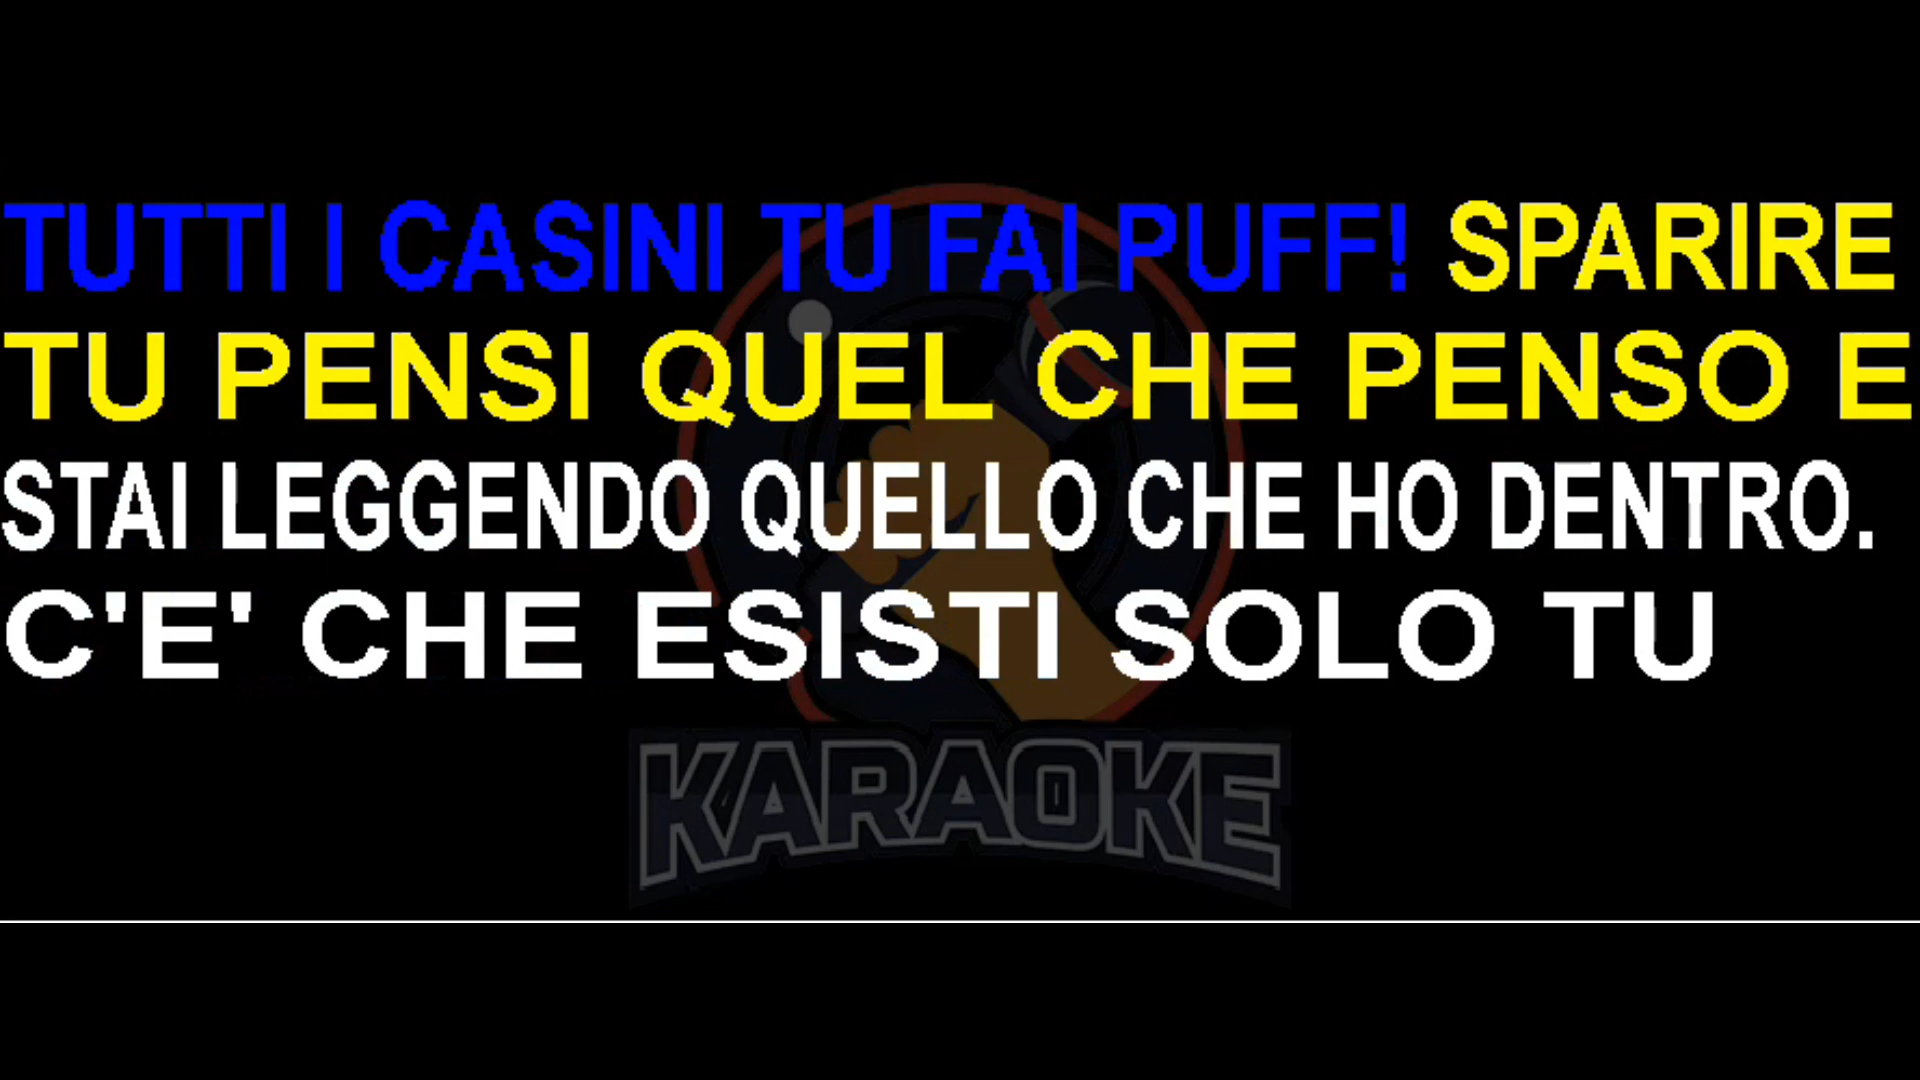 TUTTI I CASINI TU FAI PUFF! SPARIRE
TU PENSI QUEL CHE PENSO E
STAI LEGGENDO QUELLO CHE HO DENTRO.
C'E' CHE ESISTI SOLO TU
KARAOKE